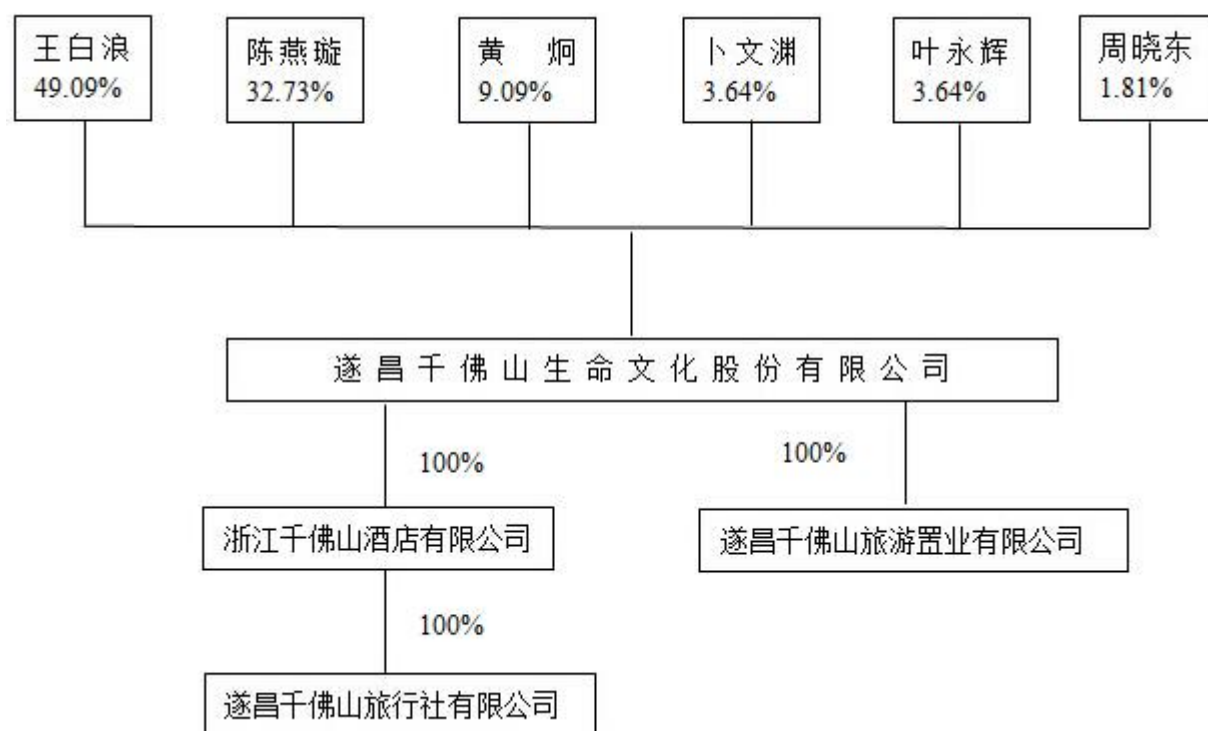 王白浪
49.09%
陈燕璇
32.73%
黄 炯
9.09%
卜文渊
3.64%
叶永辉
3.64%
周晓东
1.81%
遂昌千佛山生命文化股份有限公司
100%
100%
浙江千佛山酒店有限公司
遂昌千佛山旅游置业有限公司
100%
遂昌千佛山旅行社有限公司